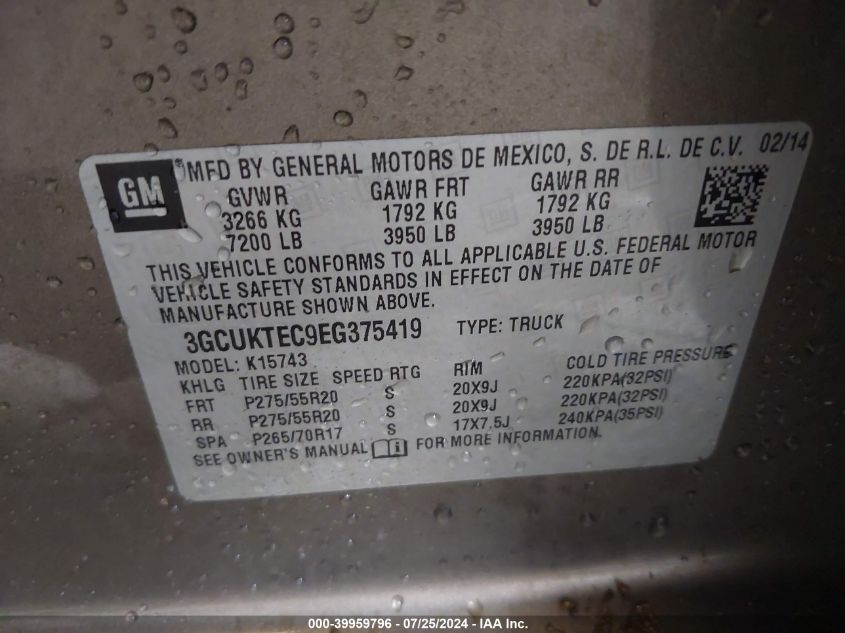 GM
® MFD BY GENERAL MOTORS DE MEXICO, S. DE R.L. DE C.V. 02/14
GVWR GAWR FRT GAWR RR
3266 KG 1792 KG 1792 KG
7200 LB 3950 LB 3950 LB
THIS VEHICLE CONFORMS TO ALL APPLICABLE U.S. FEDERAL MOTOR
VEHICLE SAFETY STANDARDS IN EFFECT ON THE DATE OF
MANUFACTURE SHOWN ABOVE.
3GCUKTEC9EG375419 TYPE: TRUCK
MODEL: K15743
KHLG TIRE SIZE SPEED RTG RIM COLD TIRE PRESSURE
FRT P275/55R20 S 20X9J 220KPA(32PSI)
RR P275/55R20 S 20X9J 220KPA(32PSI)
SPA P265/70R17 S 17X7.5J 240KPA(35PSI)
SEE OWNER'S MANUAL i FOR MORE INFORMATION.
000-39959796 - 07/25/2024 - IAA Inc.